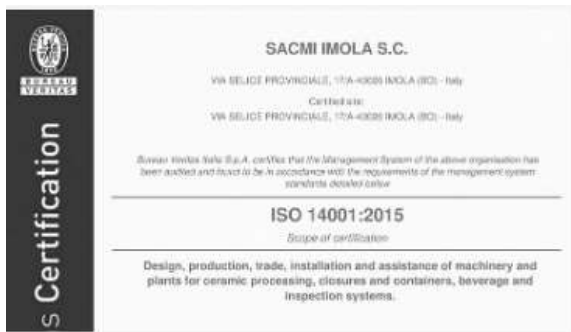 BUREAU
VERITAS
s Certification
SACMI IMOLA S.C.
VIA SELICE PROVINCIALE, 17/A-40026 IMOLA (BO) - Italy
Certified site:
VIA SELICE PROVINCIALE, 17/A-40026 IMOLA (BO) - Italy
Bureau Veritas Italia S.p.A. certifies that the Management System of the above organisation has
been audited and found to be in accordance with the requirements of the management system
standards detailed below
ISO 14001:2015
Scope of certification
Design, production, trade, installation and assistance of machinery and
plants for ceramic processing, closures and containers, beverage and
inspection systems.